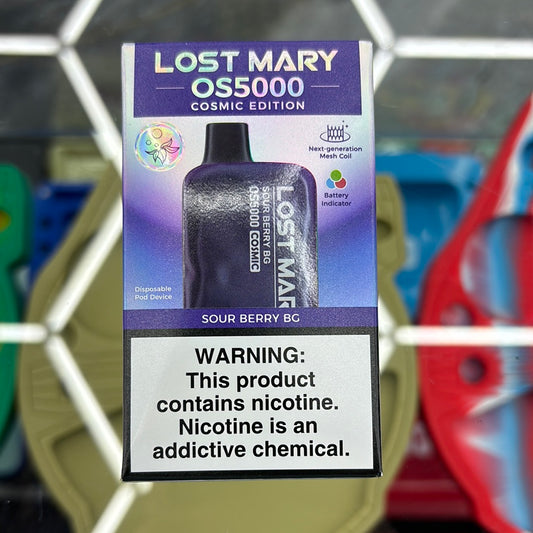 LOST MARY
OS5000
COSMIC EDITION
Next-generation
Mesh Coil
Battery
Indicator
LOST MAR
SOUR BERRY BG
OS5000 COSMIC
Disposable
Pod Device
SOUR BERRY BG
WARNING:
This product
contains nicotine.
Nicotine is an
addictive chemical.